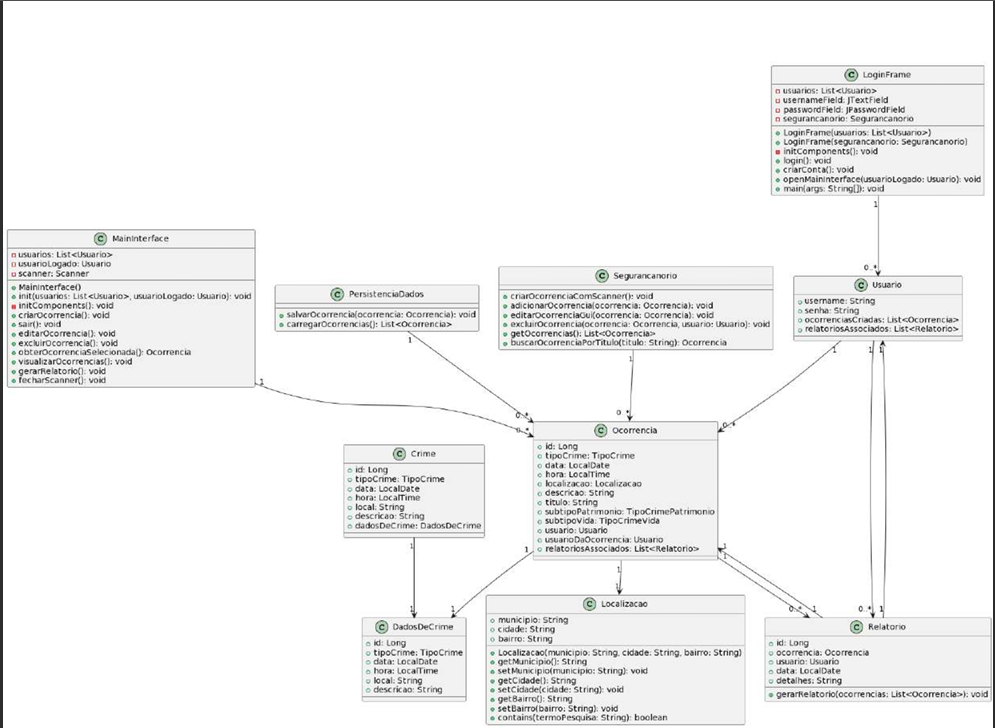 C LoginFrame
usuarios: List<Usuario>
usernameField: JTextField
passwordField: JPasswordField
segurancanorio: Segurancanorio
LoginFrame(usuarios: List<Usuario>)
LoginFrame(segurancanorio: Segurancanorio)
initComponents(): void
login(): void
criarConta(): void
openMainInterface(usuarioLogado: Usuario): void
main(args: String[]): void
1
0..*
C MainInterface
usuarios: List<Usuario>
usuarioLogado: Usuario
scanner: Scanner
MainInterface()
init(usuarios: List<Usuario>, usuarioLogado: Usuario): void
initComponents(): void
criarOcorrencia(): void
sair(): void
editarOcorrencia(): void
excluirOcorrencia(): void
obterOcorrenciaSelecionada(): Ocorrencia
visualizarOcorrencias(): void
gerarRelatorio(): void
fecharScanner(): void
1
C PersistenciaDados
salvarOcorrencia(ocorrencia: Ocorrencia): void
carregarOcorrencias(): List<Ocorrencia>
1
C Segurancanorio
criarOcorrenciaComScanner(): void
adicionarOcorrencia(ocorrencia: Ocorrencia): void
editarOcorrenciaGui(ocorrencia: Ocorrencia): void
excluirOcorrencia(ocorrencia: Ocorrencia, usuario: Usuario): void
getOcorrencias(): List<Ocorrencia>
buscarOcorrenciaPorTitulo(titulo: String): Ocorrencia
1
C Usuario
username: String
senha: String
ocorrenciasCriadas: List<Ocorrencia>
relatoriosAssociados: List<Relatorio>
1
1
1
0..*
0..*
0..*
0..*
C Ocorrencia
id: Long
tipoCrime: TipoCrime
data: LocalDate
hora: LocalTime
localizacao: Localizacao
descricao: String
titulo: String
subtipoPatrimonio: TipoCrimePatrimonio
subtipoVida: TipoCrimeVida
usuario: Usuario
usuarioDaOcorrencia: Usuario
relatoriosAssociados: List<Relatorio>
1
1
1
1
C Crime
id: Long
tipoCrime: TipoCrime
data: LocalDate
hora: LocalTime
local: String
descricao: String
dadosDeCrime: DadosDeCrime
1
1
1
1
0..*
1
0..*
1
C DadosDeCrime
id: Long
tipoCrime: TipoCrime
data: LocalDate
hora: LocalTime
local: String
descricao: String
C Localizacao
municipio: String
cidade: String
bairro: String
Localizacao(municipio: String, cidade: String, bairro: String)
getMunicipio(): String
setMunicipio(municipio: String): void
getCidade(): String
setCidade(cidade: String): void
getBairro(): String
setBairro(bairro: String): void
contains(termoPesquisa: String): boolean
C Relatorio
id: Long
ocorrencia: Ocorrencia
usuario: Usuario
data: LocalDate
detalhes: String
gerarRelatorio(ocorrencias: List<Ocorrencia>): void